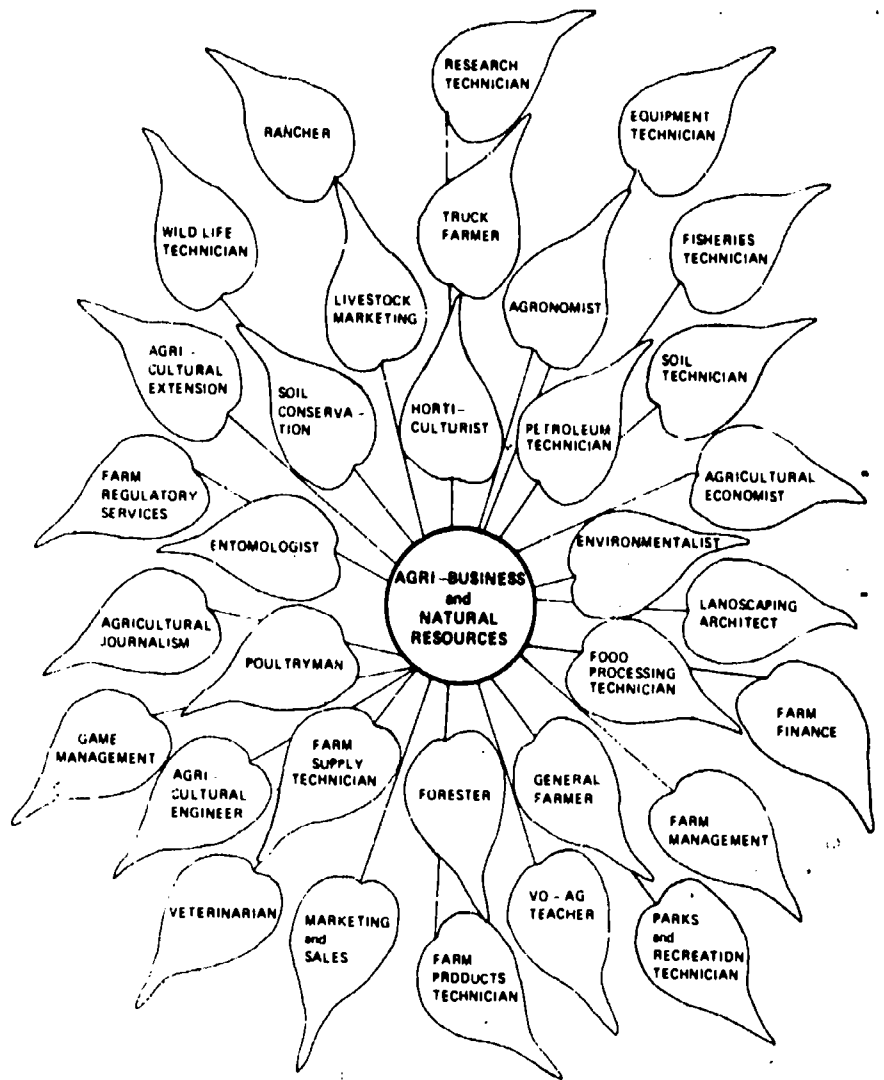 RESEARCH
TECHNICIAN
RANCHER
EQUIPMENT
TECHNICIAN
WILD LIFE
TECHNICIAN
TRUCK
FARMER
FISHERIES
TECHNICIAN
LIVESTOCK
MARKETING
AGRONOMIST
AGRI -
CULTURAL
EXTENSION
SOIL
CONSERVA -
TION
HORTI -
CULTURIST
PETROLEUM
TECHNICIAN
SOIL
TECHNICIAN
FARM
REGULATORY
SERVICES
ENTOMOLOGIST
ENVIRONMENTALIST
AGRICULTURAL
ECONOMIST
AGRI-BUSINESS
and
NATURAL
RESOURCES
AGRICULTURAL
JOURNALISM
POULTRYMAN
FOOD
PROCESSING
TECHNICIAN
LANDSCAPING
ARCHITECT
FARM
FINANCE
GAME
MANAGEMENT
AGRI -
CULTURAL
ENGINEER
FARM
SUPPLY
TECHNICIAN
FORESTER
GENERAL
FARMER
FARM
MANAGEMENT
VETERINARIAN
MARKETING
and
SALES
FARM
PRODUCTS
TECHNICIAN
VO - AG
TEACHER
PARKS
and
RECREATION
TECHNICIAN